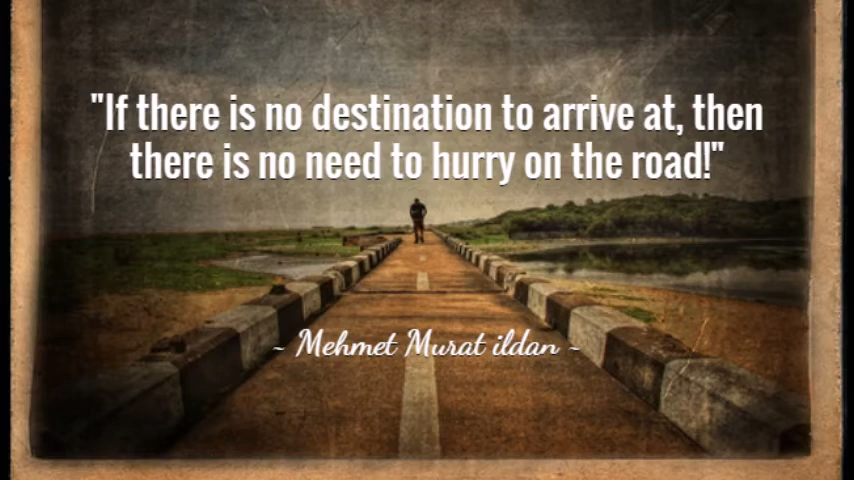 "If there is no destination to arrive at, then
there is no need to hurry on the road!"
~ Mehmet Murat ildan ~